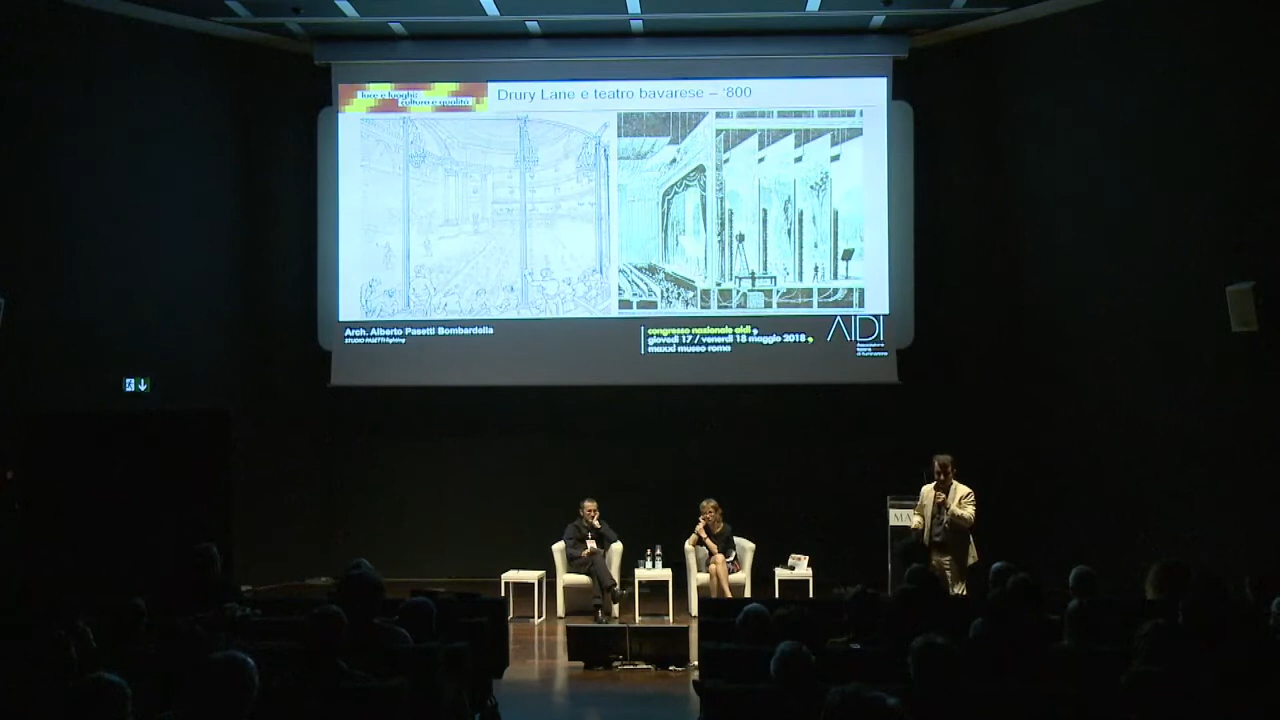 luce e luoghi:
cultura e qualità
Drury Lane e teatro bavarese – '800
Arch. Alberto Pasetti Bombardella
STUDIO PASETTI lighting
congresso nazionale aidi
giovedì 17 / venerdì 18 maggio 2018
maxxi museo roma
AIDI
MA